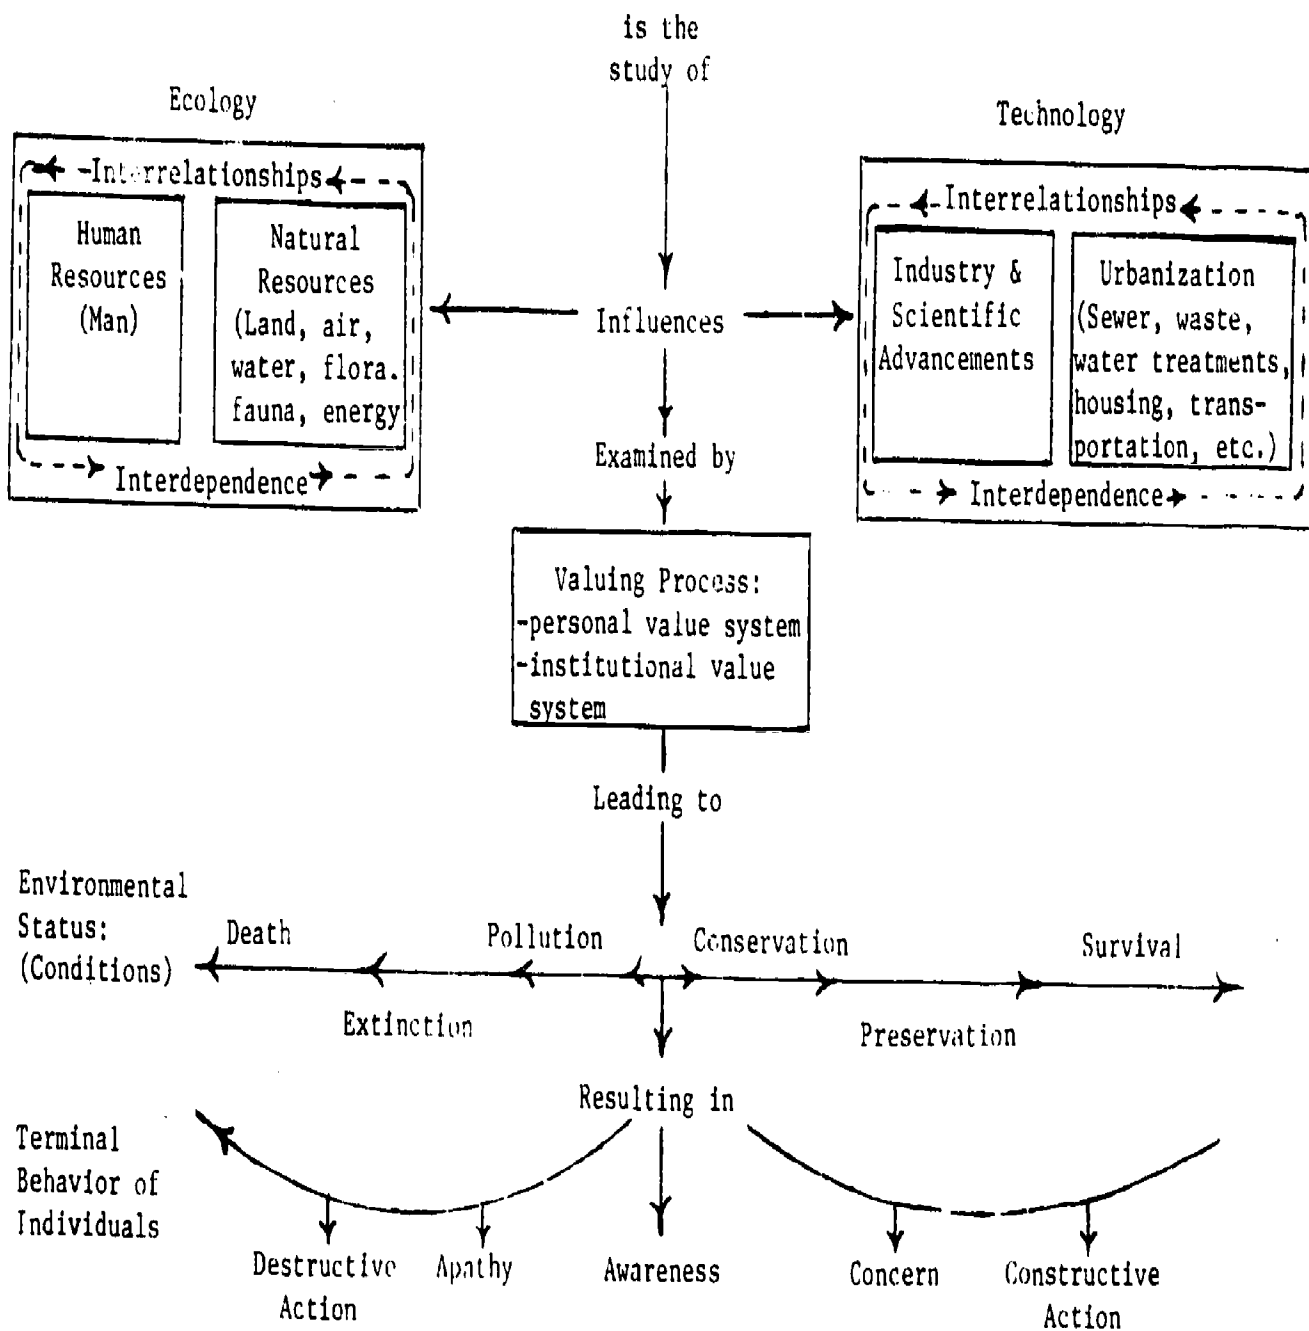 is the
study of
Ecology
Technology
Interrelationships
Human
Resources
(Man)
Natural
Resources
(Land, air,
water, flora.
fauna, energy
Interdependence
Influences
Interrelationships
Industry &
Scientific
Advancements
Urbanization
(Sewer, waste,
water treatments,
housing, trans-
portation, etc.)
Interdependence
Examined by
Valuing Process:
-personal value system
-institutional value
system
Leading to
Environmental
Status:
(Conditions)
Death
Pollution
Conservation
Survival
Extinction
Preservation
Resulting in
Terminal
Behavior of
Individuals
Destructive
Action
Apathy
Awareness
Concern
Constructive
Action